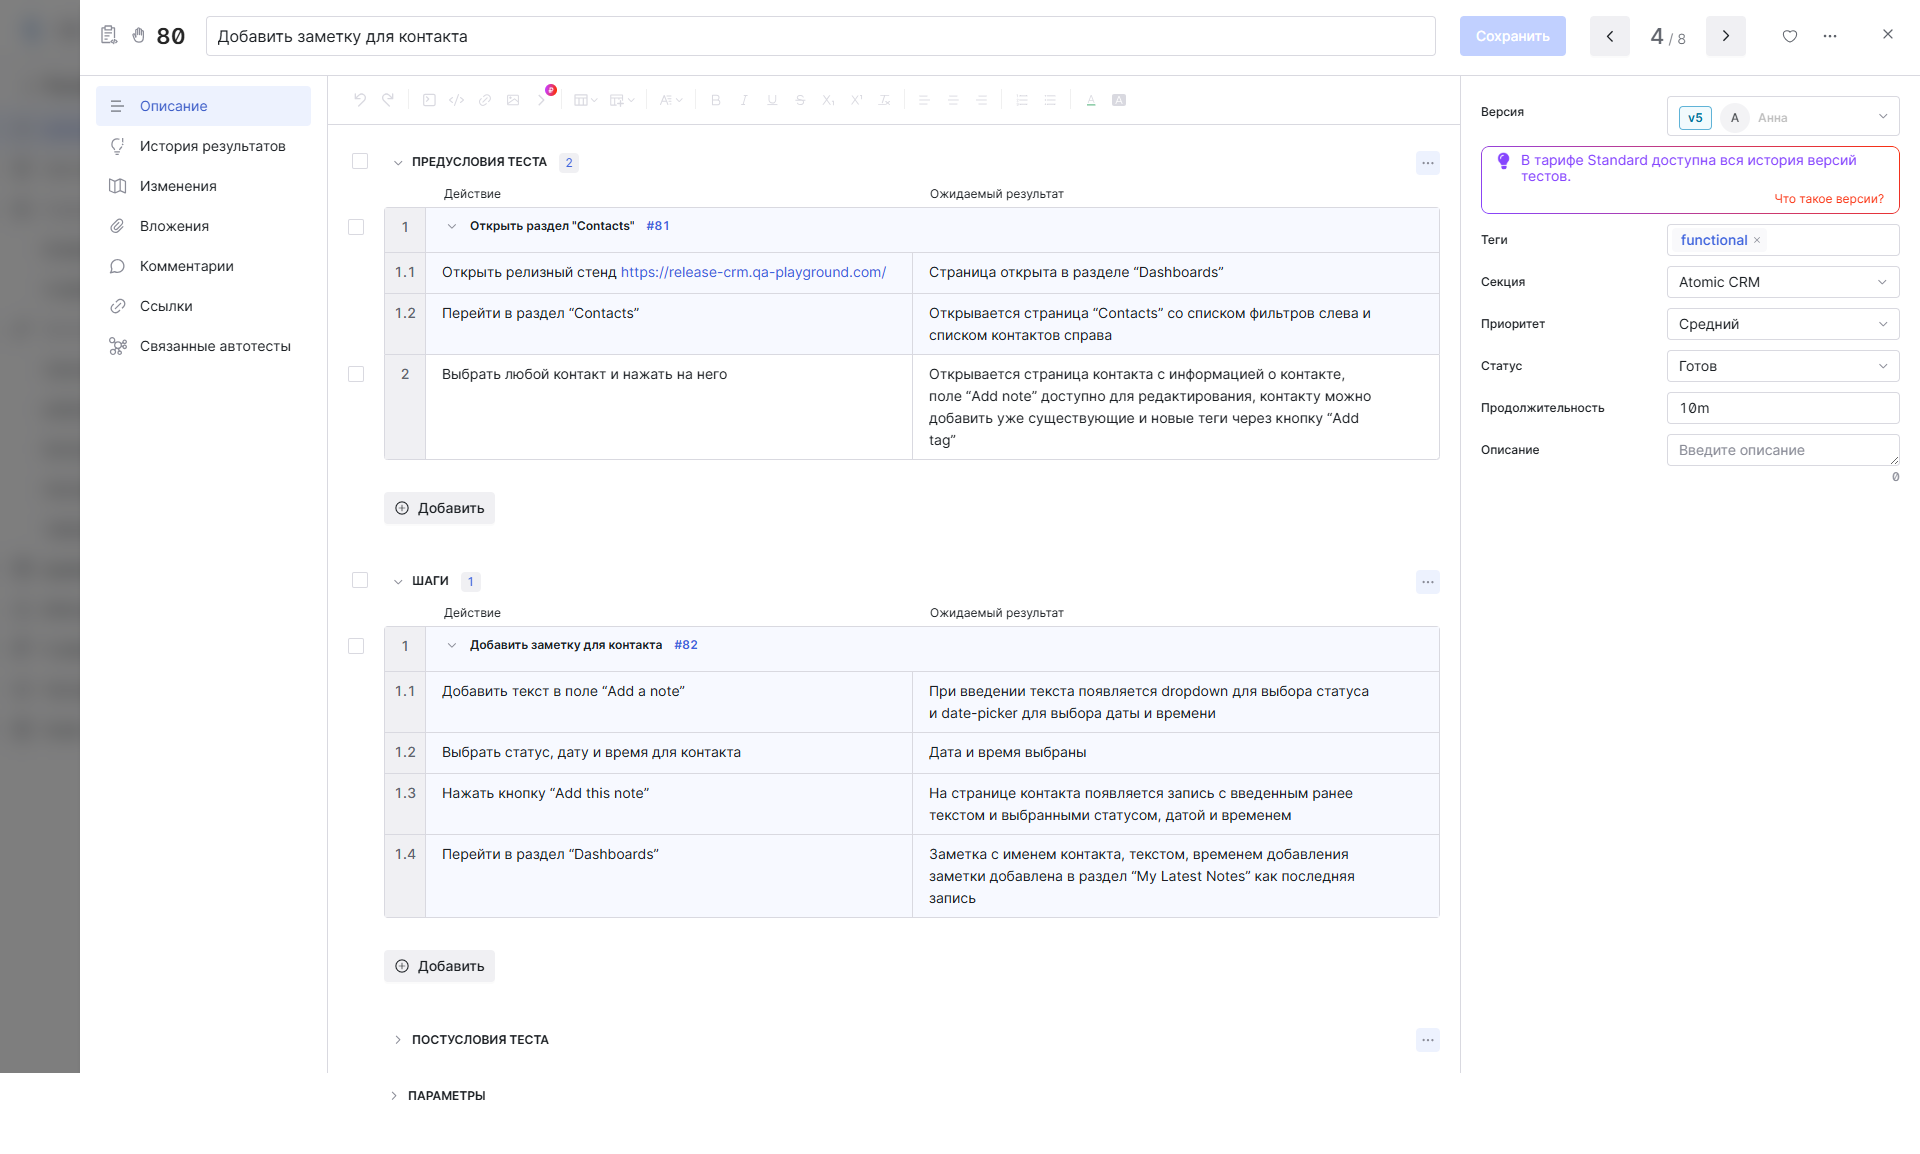 80
Добавить заметку для контакта
Сохранить
4 / 8
Описание
История результатов
Изменения
Вложения
Комментарии
Ссылки
Связанные автотесты
ПРЕДУСЛОВИЯ ТЕСТА 2
Действие Ожидаемый результат
1 Открыть раздел "Contacts" #81
1.1 Открыть релизный стенд https://release-crm.qa-playground.com/ Страница открыта в разделе “Dashboards”
1.2 Перейти в раздел “Contacts” Открывается страница “Contacts” со списком фильтров слева и
списком контактов справа
2 Выбрать любой контакт и нажать на него Открывается страница контакта с информацией о контакте,
поле “Add note” доступно для редактирования, контакту можно
добавить уже существующие и новые теги через кнопку “Add
tag”
Добавить
ШАГИ 1
Действие Ожидаемый результат
1 Добавить заметку для контакта #82
1.1 Добавить текст в поле “Add a note” При введении текста появляется dropdown для выбора статуса
и date-picker для выбора даты и времени
1.2 Выбрать статус, дату и время для контакта Дата и время выбраны
1.3 Нажать кнопку “Add this note” На странице контакта появляется запись с введенным ранее
текстом и выбранными статусом, датой и временем
1.4 Перейти в раздел “Dashboards” Заметка с именем контакта, текстом, временем добавления
заметки добавлена в раздел “My Latest Notes” как последняя
запись
Добавить
ПОСТУСЛОВИЯ ТЕСТА
ПАРАМЕТРЫ
Версия v5 A Анна
В тарифе Standard доступна вся история версий
тестов.
Что такое версии?
Теги functional ×
Секция Atomic CRM
Приоритет Средний
Статус Готов
Продолжительность 10m
Описание Введите описание
0